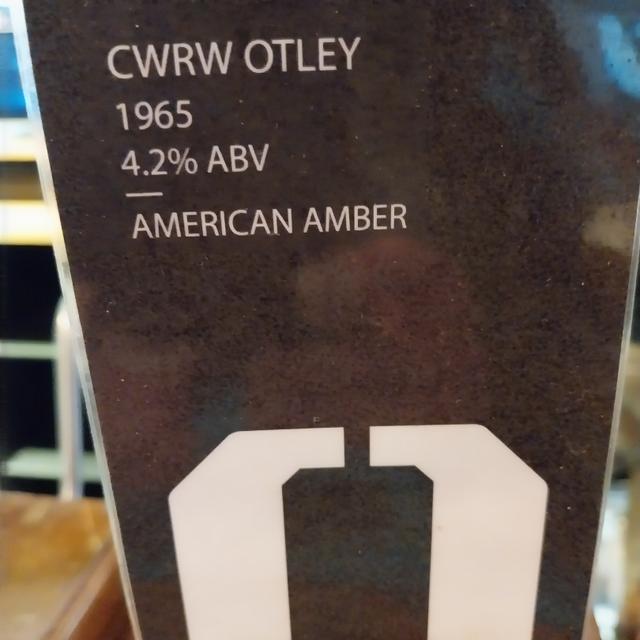 CWRW OTLEY
1965
4.2% ABV
AMERICAN AMBER